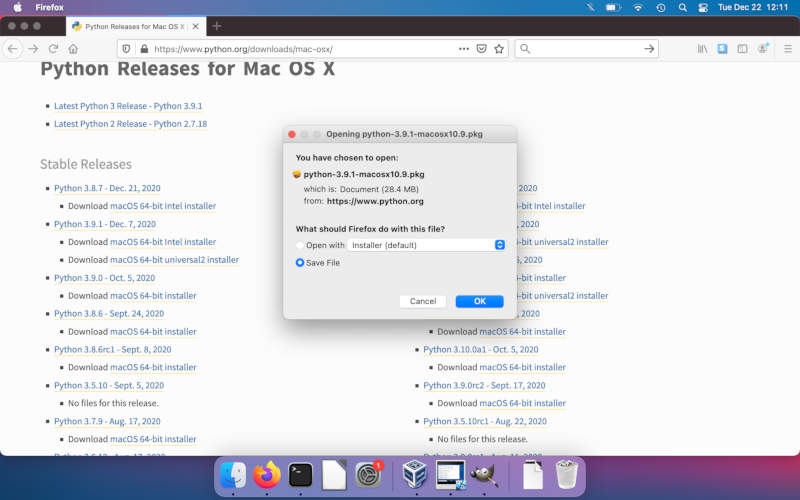 Firefox
Tue Dec 22 12:11
Python Releases for Mac OS X
https://www.python.org/downloads/mac-osx/
Python Releases for Mac OS X
Latest Python 3 Release - Python 3.9.1
Latest Python 2 Release - Python 2.7.18
Stable Releases
Python 3.8.7 - Dec. 21, 2020
Download macOS 64-bit Intel installer
Python 3.9.1 - Dec. 7, 2020
Download macOS 64-bit Intel installer
Download macOS 64-bit universal2 installer
Python 3.9.0 - Oct. 5, 2020
Download macOS 64-bit installer
Python 3.8.6 - Sept. 24, 2020
Download macOS 64-bit installer
Python 3.8.6rc1 - Sept. 8, 2020
Download macOS 64-bit installer
Python 3.5.10 - Sept. 5, 2020
No files for this release.
Python 3.7.9 - Aug. 17, 2020
Download macOS 64-bit installer
Opening python-3.9.1-macosx10.9.pkg
You have chosen to open:
python-3.9.1-macosx10.9.pkg
which is: Document (28.4 MB)
from: https://www.python.org
What should Firefox do with this file?
Open with Installer (default)
Save File
Cancel OK
2020
64-bit Intel installer
2020
64-bit Intel installer
64-bit universal2 installer
2020
64-bit installer
64-bit universal2 installer
2020
Download macOS 64-bit installer
Python 3.10.0a1 - Oct. 5, 2020
Download macOS 64-bit installer
Python 3.9.0rc2 - Sept. 17, 2020
Download macOS 64-bit installer
Python 3.5.10rc1 - Aug. 22, 2020
No files for this release.
1